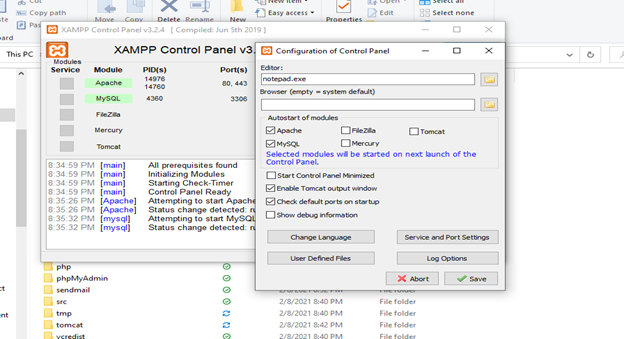 Cut
Copy path
Copy
Delete
Rename
New
New item
Easy access
Properties
Open
Edit
Select all
Select none
This PC
XAMPP Control Panel v3.2.4 [ Compiled: Jun 5th 2019 ]
XAMPP Control Panel v3.
Modules
Service Module PID(s) Port(s)
Apache 14976 14760 80, 443
MySQL 4360 3306
FileZilla
Mercury
Tomcat
8:34:59 PM [main] All prerequisites found
8:34:59 PM [main] Initializing Modules
8:34:59 PM [main] Starting Check-Timer
8:34:59 PM [main] Control Panel Ready
8:35:26 PM [Apache] Attempting to start Apache
8:35:26 PM [Apache] Status change detected: ru
8:35:32 PM [mysql] Attempting to start MySQL
8:35:32 PM [mysql] Status change detected: ru
Configuration of Control Panel
Editor:
notepad.exe
Browser (empty = system default)
Autostart of modules
Apache FileZilla Tomcat
MySQL Mercury
Selected modules will be started on next launch of the
Control Panel.
Start Control Panel Minimized
Enable Tomcat output window
Check default ports on startup
Show debug information
Change Language Service and Port Settings
User Defined Files Log Options
Abort Save
php
phpMyAdmin
sendmail
src 2/8/2021 8:40 PM File folder
tmp 2/8/2021 8:40 PM File folder
tomcat 2/8/2021 8:42 PM File folder
vcredist 2/8/2021 8:40 PM File folder